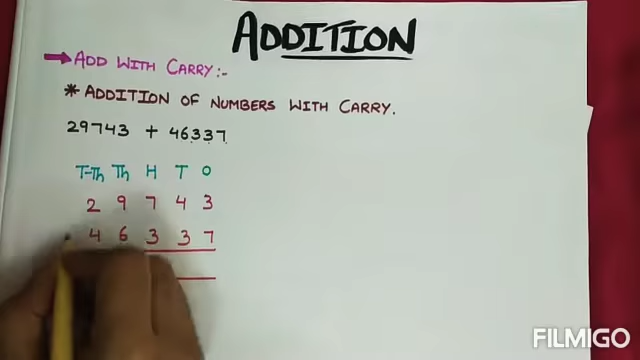 ADDITION
➡ ADD WITH CARRY:-
* ADDITION OF NUMBERS WITH CARRY.
29743 + 46337
T-Th Th H T O
2 9 7 4 3
4 6 3 3 7
FILMIGO